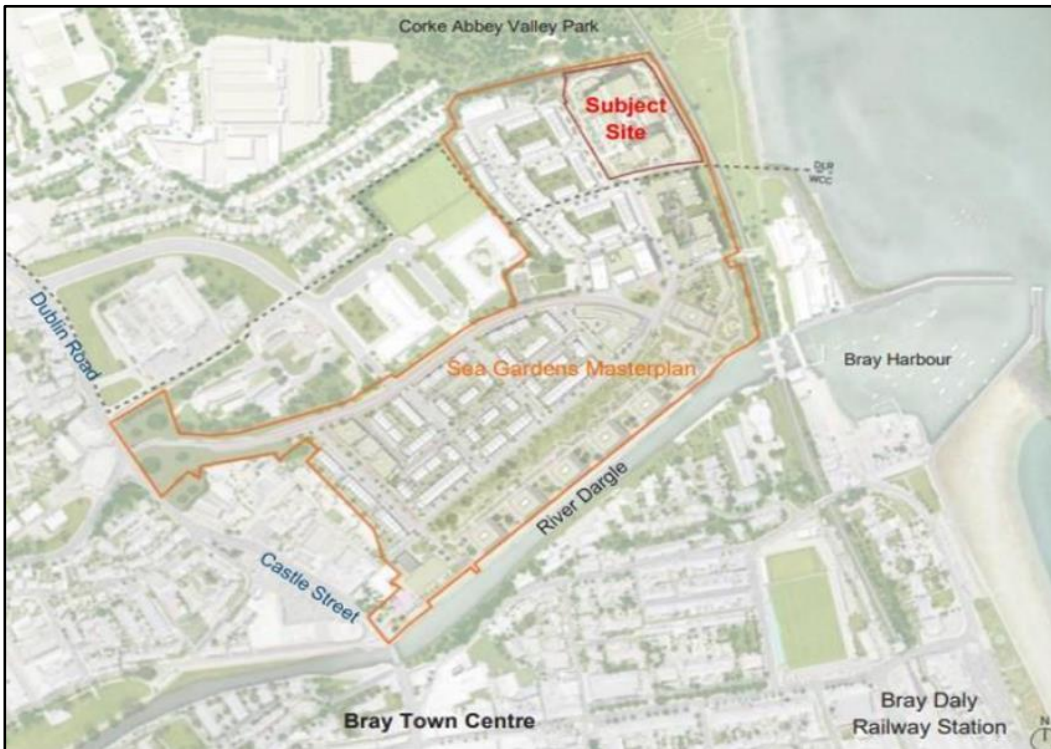 Corke Abbey Valley Park
Subject
Site
DLR
WCC
Dublin Road
Sea Gardens Masterplan
Bray Harbour
River Dargle
Castle Street
Bray Town Centre
Bray Daly
Railway Station
N